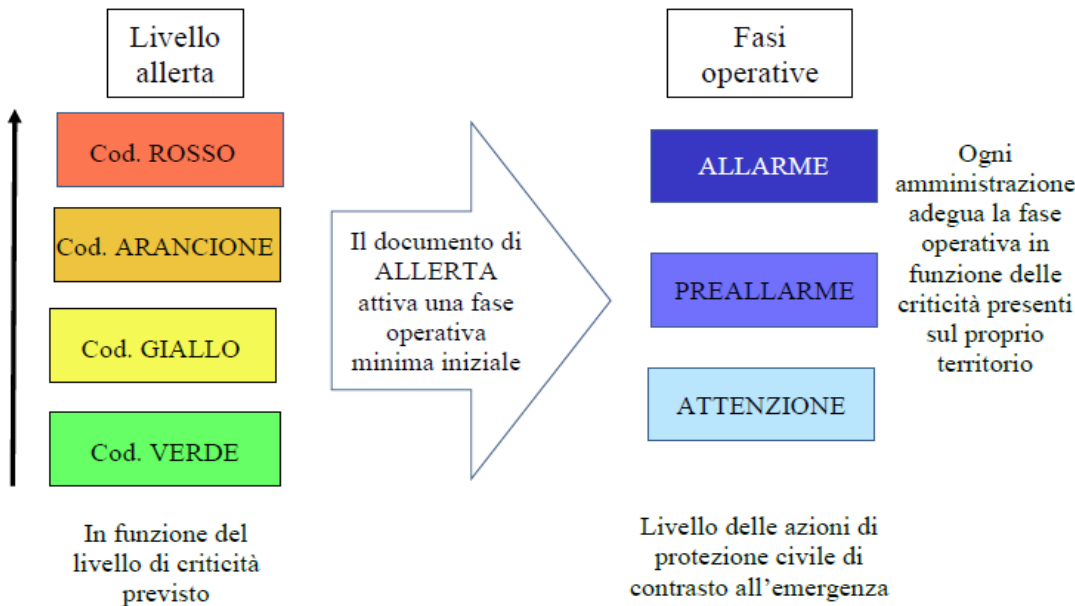 Livello
allerta
Cod. ROSSO
Cod. ARANCIONE
Cod. GIALLO
Cod. VERDE
In funzione del
livello di criticità
previsto
Il documento di
ALLERTA
attiva una fase
operativa
minima iniziale
Fasi
operative
ALLARME
PREALLARME
ATTENZIONE
Livello delle azioni di
protezione civile di
contrasto all’emergenza
Ogni
amministrazione
adegua la fase
operativa in
funzione delle
criticità presenti
sul proprio
territorio